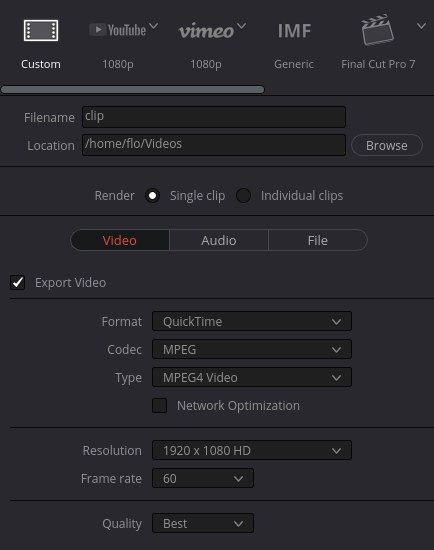 YouTube vimeo IMF
Custom 1080p 1080p Generic Final Cut Pro 7
Filename clip
Location /home/flo/Videos Browse
Render Single clip Individual clips
Video Audio File
Export Video
Format QuickTime
Codec MPEG
Type MPEG4 Video
Network Optimization
Resolution 1920 x 1080 HD
Frame rate 60
Quality Best